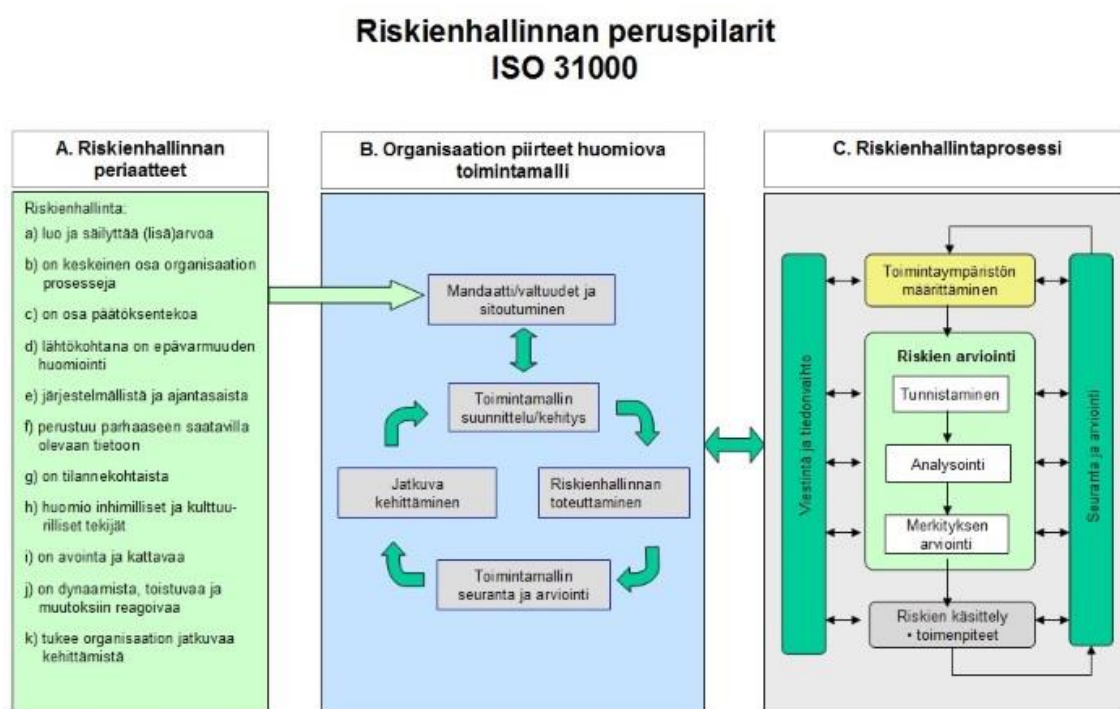 Riskienhallinnan peruspilarit
ISO 31000
A. Riskienhallinnan
periaatteet
Riskienhallinta:
a) luo ja säilyttää (lisä)arvoa
b) on keskeinen osa organisaation
prosesseja
c) on osa päätöksentekoa
d) lähtökohtana on epävarmuuden
huomiointi
e) järjestelmällistä ja ajantasaista
f) perustuu parhaaseen saatavilla
olevaan tietoon
g) on tilannekohtaista
h) huomio inhimilliset ja kulttuu-
rilliset tekijät
i) on avointa ja kattavaa
j) on dynaamista, toistuvaa ja
muutoksiin reagoivaa
k) tukee organisaation jatkuvaa
kehittämistä
B. Organisaation piirteet huomiova
toimintamalli
Mandaatti/valtuudet ja
sitoutuminen
Toimintamallin
suunnittelu/kehitys
Jatkuva
kehittäminen
Riskienhallinnan
toteuttaminen
Toimintamallin
seuranta ja arviointi
C. Riskienhallintaprosessi
Viestintä ja tiedonvaihto
Toimintaympäristön
määrittäminen
Riskien arviointi
Tunnistaminen
Analysointi
Merkityksen
arviointi
Riskien käsittely
• toimenpiteet
Seuranta ja arviointi